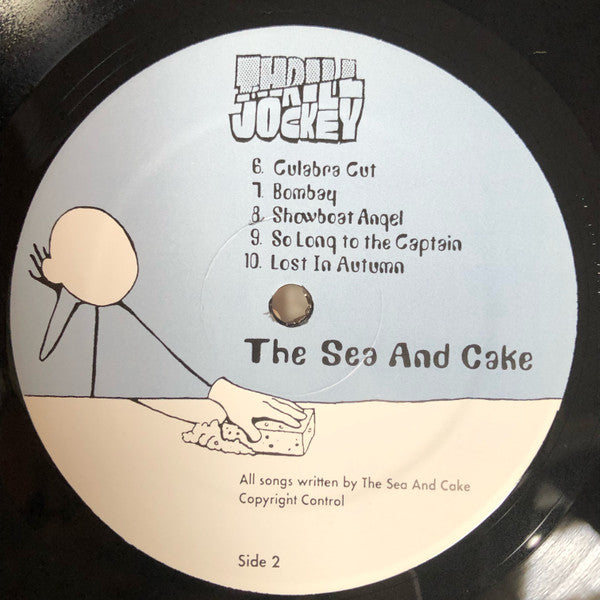 THRILL
JOCKEY
6. Culabra Cut
7. Bombay
8. Showboat Angel
9. So Long to the Captain
10. Lost In Autumn
The Sea And Cake
All songs written by The Sea And Cake
Copyright Control
Side 2